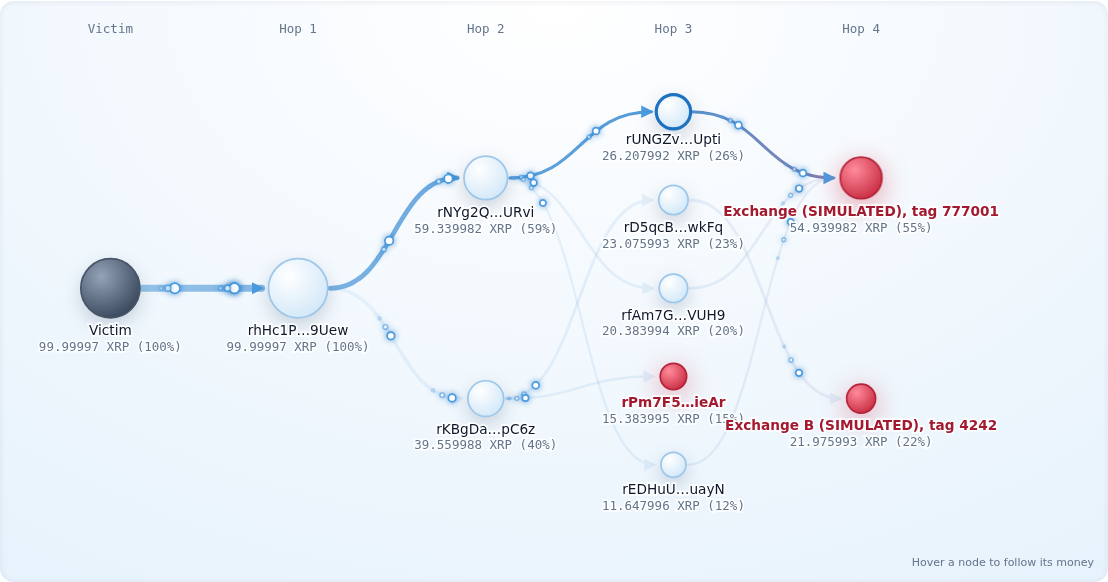 Victim
Hop 1
Hop 2
Hop 3
Hop 4
Victim
99.99997 XRP (100%)
rhHc1P…9Uew
99.99997 XRP (100%)
rNYg2Q…URvi
59.339982 XRP (59%)
rKBgDa…pC6z
39.559988 XRP (40%)
rUNGZv…Upti
26.207992 XRP (26%)
rD5qcB…wkFq
23.075993 XRP (23%)
rfAm7G…VUH9
20.383994 XRP (20%)
rPm7F5…ieAr
15.383995 XRP (15%)
rEDHuU…uayN
11.647996 XRP (12%)
Exchange (SIMULATED), tag 777001
54.939982 XRP (55%)
Exchange B (SIMULATED), tag 4242
21.975993 XRP (22%)
Hover a node to follow its money